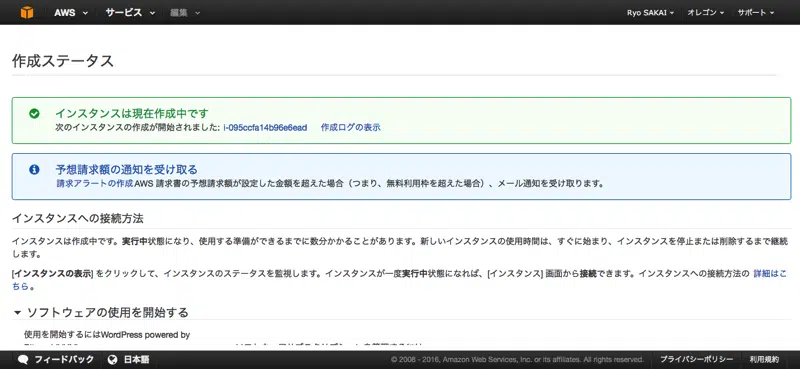 AWS サービス 編集 Ryo SAKAI オレゴン サポート
作成ステータス
インスタンスは現在作成中です
次のインスタンスの作成が開始されました: i-095ccfa14b96e6ead 作成ログの表示
予想請求額の通知を受け取る
請求アラートの作成 AWS 請求書の予想請求額が設定した金額を超えた場合（つまり、無料利用枠を超えた場合）、メール通知を受け取ります。
インスタンスへの接続方法
インスタンスは作成中です。実行中状態になり、使用する準備ができるまでに数分かかることがあります。新しいインスタンスの使用時間は、すぐに始まり、インスタンスを停止または削除するまで継続
します。
[インスタンスの表示] をクリックして、インスタンスのステータスを監視します。インスタンスが一度実行中状態になれば、[インスタンス] 画面から接続できます。インスタンスへの接続方法の 詳細はこ
ちら。
ソフトウェアの使用を開始する
使用を開始するにはWordPress powered by
フィードバック 日本語 © 2008 - 2016, Amazon Web Services, Inc. or its affiliates. All rights reserved. プライバシーポリシー 利用規約